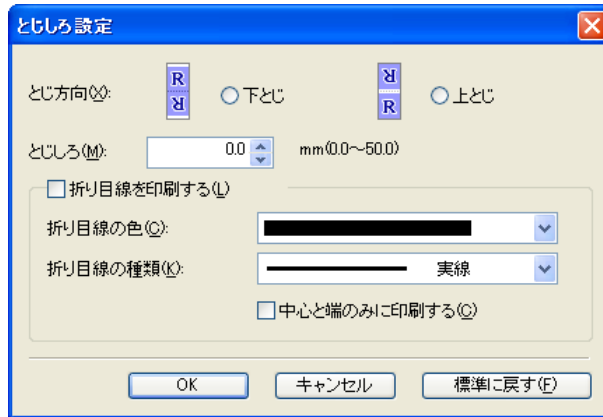 とじしろ設定
とじ方向(X): R R 下とじ R R 上とじ
とじしろ(M): 0.0 mm(0.0～50.0)
折り目線を印刷する(L)
折り目線の色(C):
折り目線の種類(K): 実線
中心と端のみに印刷する(C)
OK キャンセル 標準に戻す(F)